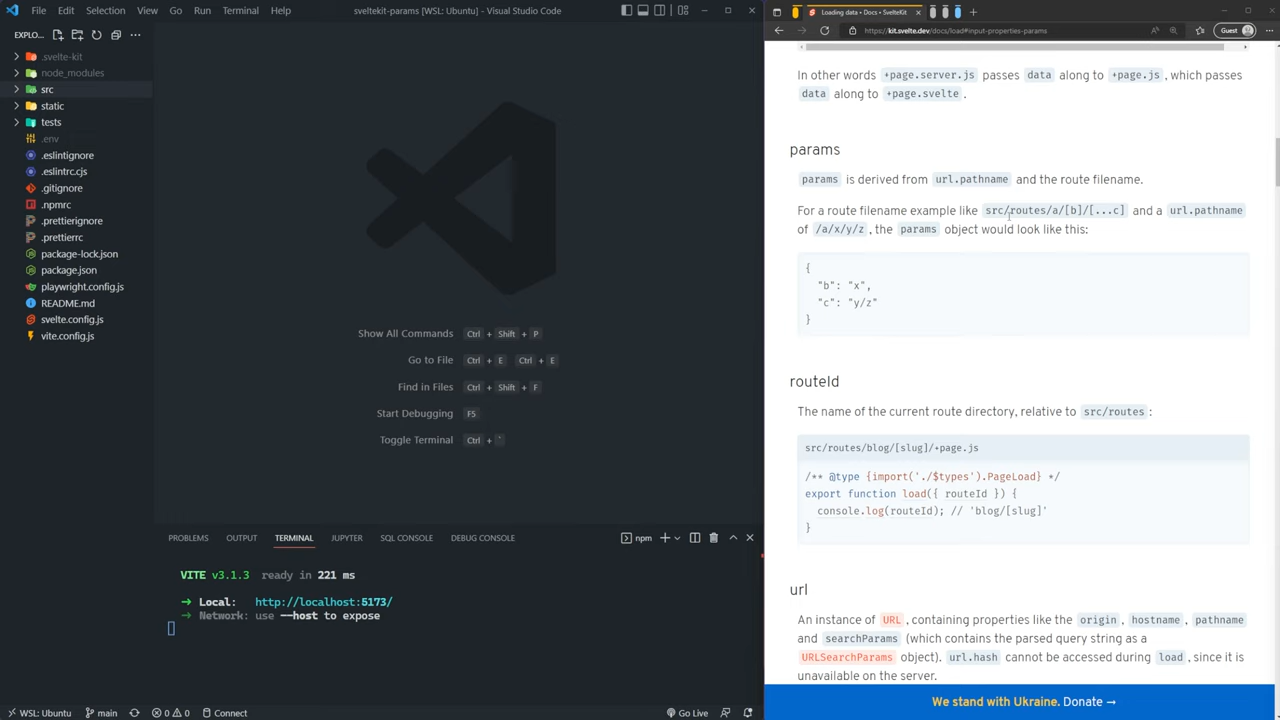 File Edit Selection View Go Run Terminal Help
sveltekit-params [WSL: Ubuntu] - Visual Studio Code
EXPLO...
.svelte-kit
node_modules
src
static
tests
.env
.eslintignore
.eslintrc.cjs
.gitignore
.npmrc
.prettierignore
.prettierrc
package-lock.json
package.json
playwright.config.js
README.md
svelte.config.js
vite.config.js
Show All Commands Ctrl + Shift + P
Go to File Ctrl + E Ctrl + E
Find in Files Ctrl + Shift + F
Start Debugging F5
Toggle Terminal Ctrl + `
PROBLEMS OUTPUT TERMINAL JUPYTER SQL CONSOLE DEBUG CONSOLE
npm
VITE v3.1.3 ready in 221 ms
➜ Local: http://localhost:5173/
➜ Network: use --host to expose
WSL: Ubuntu main 0 0 Connect Go Live
Loading data • Docs • SvelteKit
https://kit.svelte.dev/docs/load#input-properties-params
Guest
In other words +page.server.js passes data along to +page.js, which passes
data along to +page.svelte.
params
params is derived from url.pathname and the route filename.
For a route filename example like src/routes/a/[b]/[...c] and a url.pathname
of /a/x/y/z, the params object would look like this:
{
"b": "x",
"c": "y/z"
}
routeId
The name of the current route directory, relative to src/routes :
src/routes/blog/[slug]/+page.js
/** @type {import('./$types').PageLoad} */
export function load({ routeId }) {
console.log(routeId); // 'blog/[slug]'
}
url
An instance of URL, containing properties like the origin, hostname, pathname
and searchParams (which contains the parsed query string as a
URLSearchParams object). url.hash cannot be accessed during load, since it is
unavailable on the server.
We stand with Ukraine. Donate →